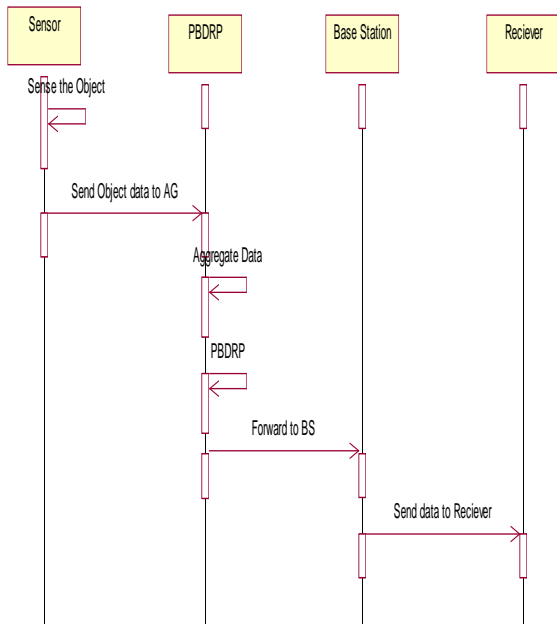 Sensor
PBDRP
Base Station
Reciever
Sense the Object
Send Object data to AG
Aggregate Data
PBDRP
Forward to BS
Send data to Reciever